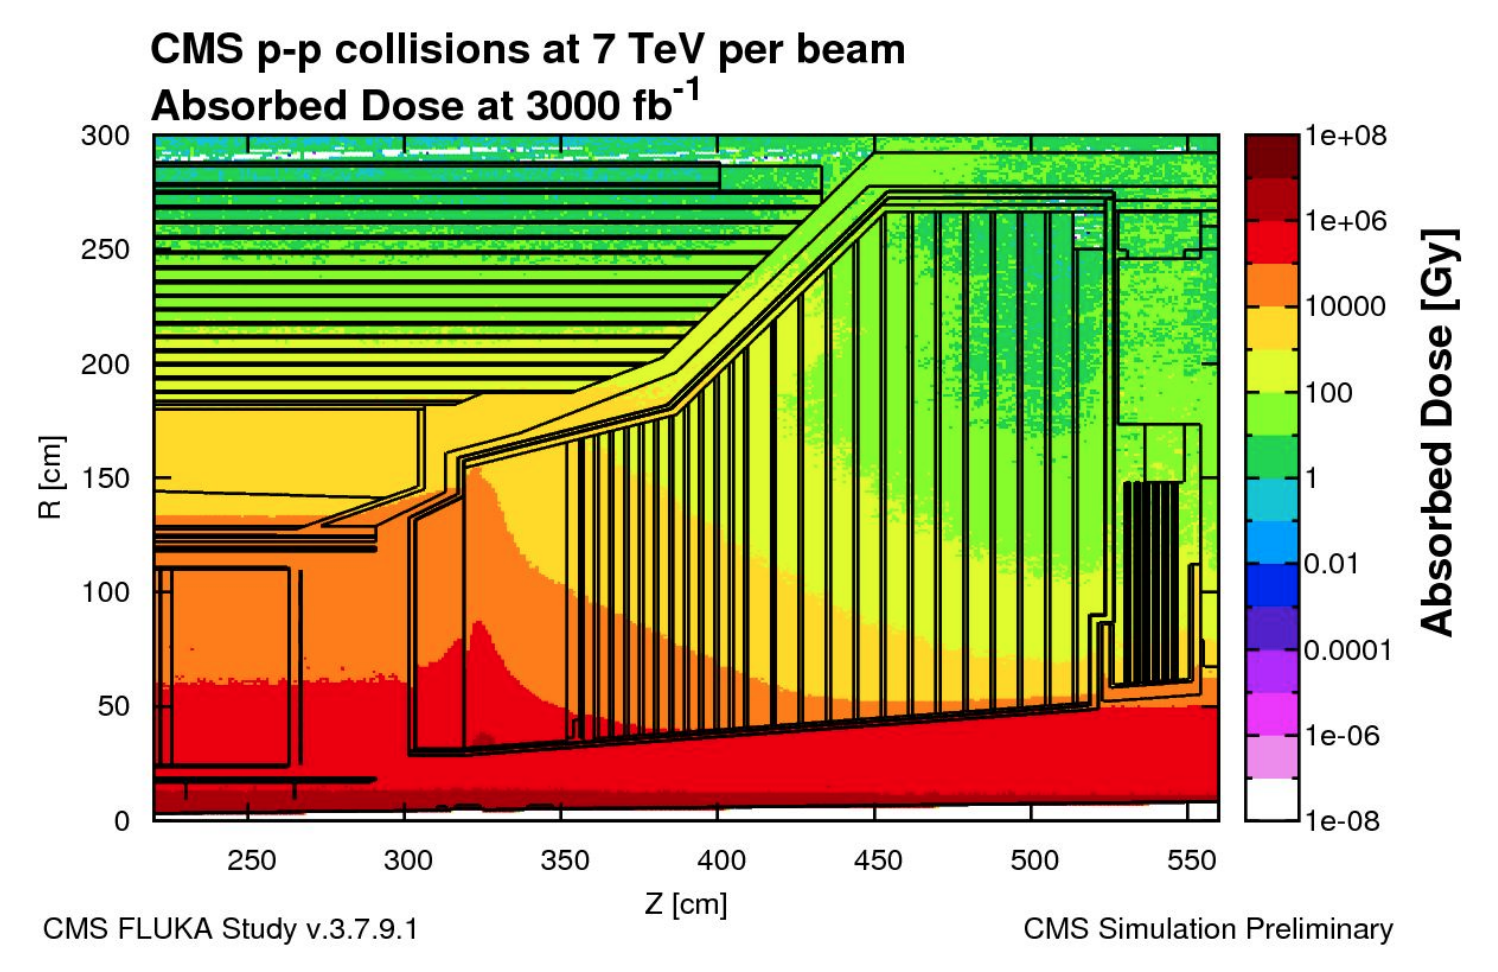 CMS p-p collisions at 7 TeV per beam
Absorbed Dose at 3000 fb-1
300
250
200
150
100
50
0
R [cm]
250
300
350
400
450
500
550
Z [cm]
1e+08
1e+06
10000
100
1
0.01
0.0001
1e-06
1e-08
Absorbed Dose [Gy]
CMS FLUKA Study v.3.7.9.1
CMS Simulation Preliminary